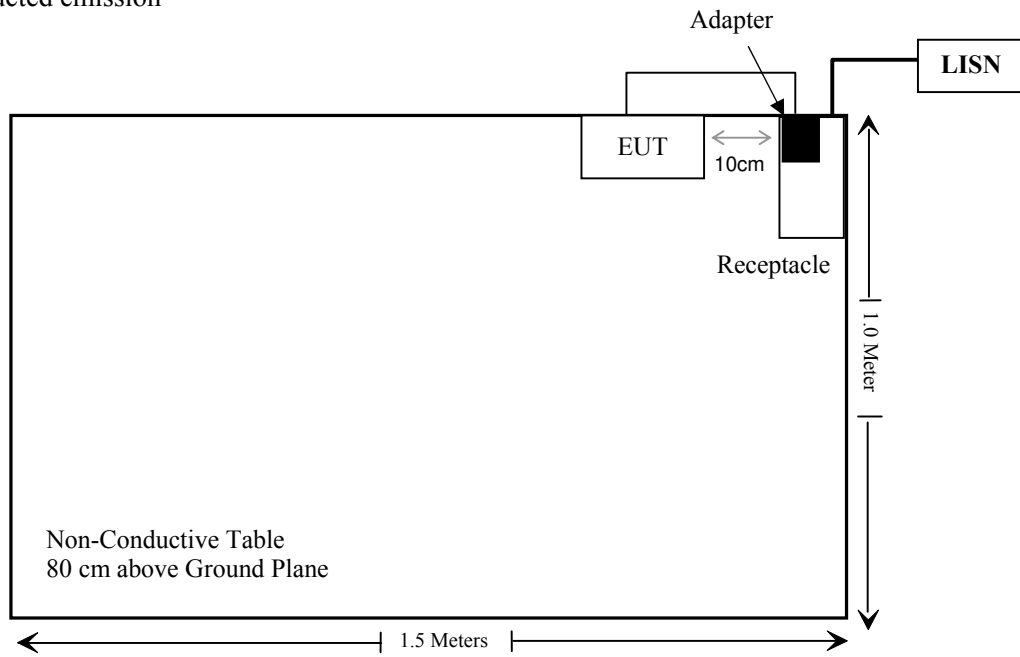 emission
Adapter
LISN
EUT
10cm
Receptacle
1.0 Meter
Non-Conductive Table
80 cm above Ground Plane
1.5 Meters